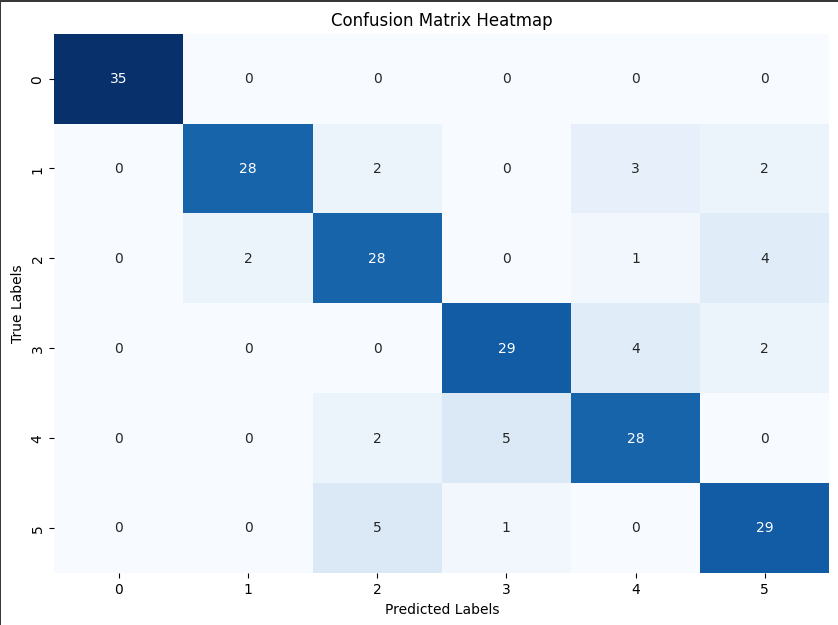 Confusion Matrix Heatmap
True Labels
0 35 0 0 0 0 0
1 0 28 2 0 3 2
2 0 2 28 0 1 4
3 0 0 0 29 4 2
4 0 0 2 5 28 0
5 0 0 5 1 0 29
0 1 2 3 4 5
Predicted Labels